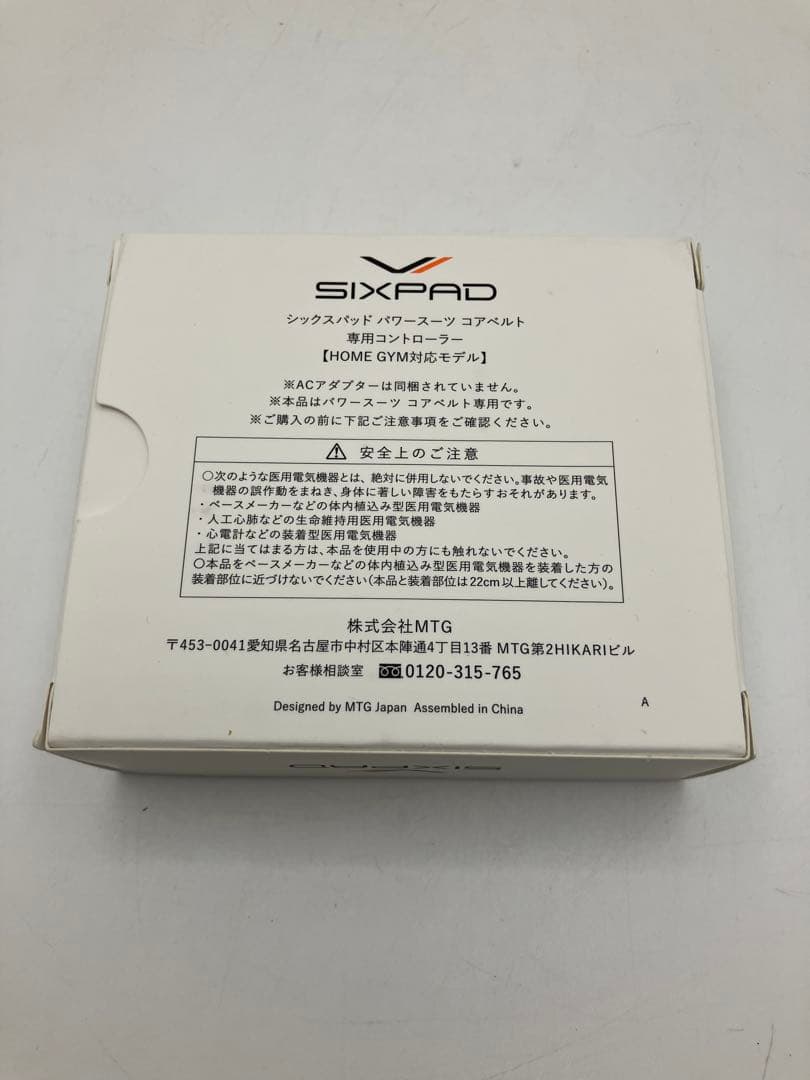 SIXPAD
シックスパッド パワースーツ コアベルト
専用コントローラー
【HOME GYM対応モデル】
※ACアダプターは同梱されていません。
※本品はパワースーツ コアベルト専用です。
※ご購入の前に下記ご注意事項をご確認ください。
安全上のご注意
○次のような医用電気機器とは、絶対に併用しないでください。事故や医用電気
機器の誤作動をまねき、身体に著しい障害をもたらすおそれがあります。
・ペースメーカーなどの体内植込み型医用電気機器
・人工心肺などの生命維持用医用電気機器
・心電計などの装着型医用電気機器
上記に当てはまる方は、本品を使用中の方にも触れないでください。
○本品をペースメーカーなどの体内植込み型医用電気機器を装着した方の
装着部位に近づけないでください（本品と装着部位は22cm以上離してください）。
株式会社MTG
〒453-0041愛知県名古屋市中村区本陣通4丁目13番 MTG第2HIKARIビル
お客様相談室 0120-315-765
Designed by MTG Japan Assembled in China
A
SIXPAD